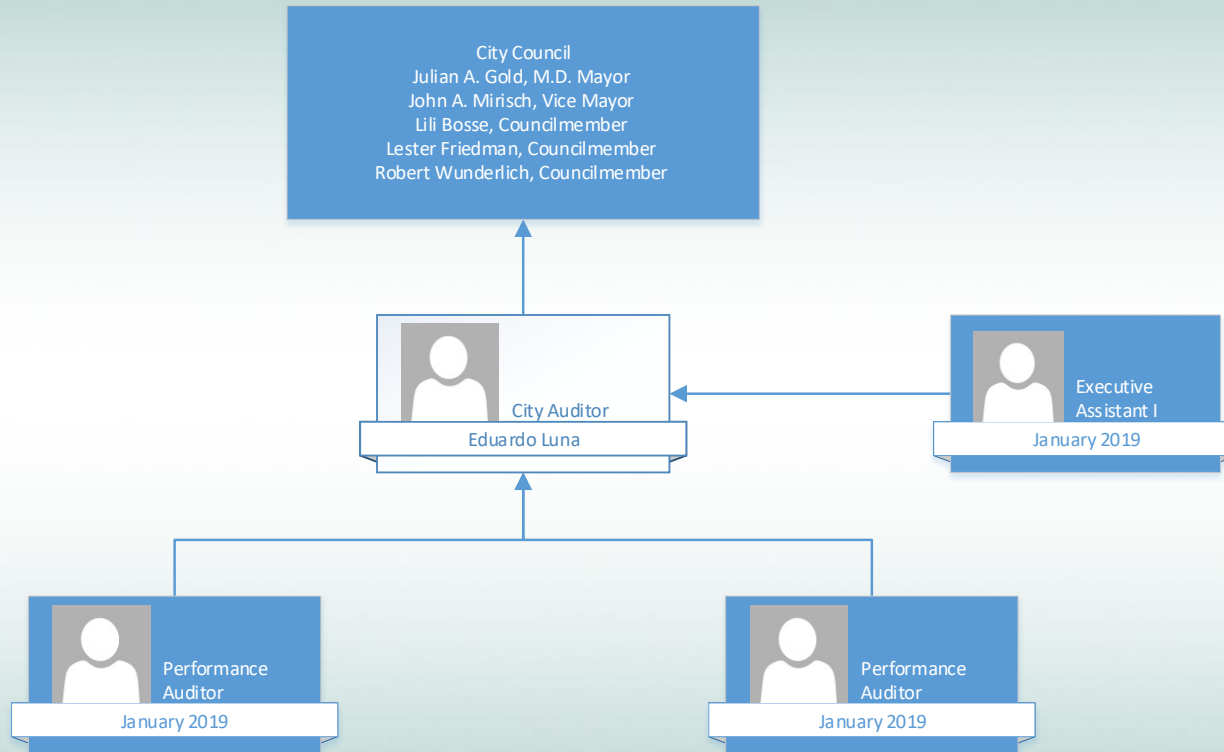 City Council
Julian A. Gold, M.D. Mayor
John A. Mirisch, Vice Mayor
Lili Bosse, Councilmember
Lester Friedman, Councilmember
Robert Wunderlich, Councilmember
City Auditor
Eduardo Luna
Executive
Assistant I
January 2019
Performance
Auditor
January 2019
Performance
Auditor
January 2019